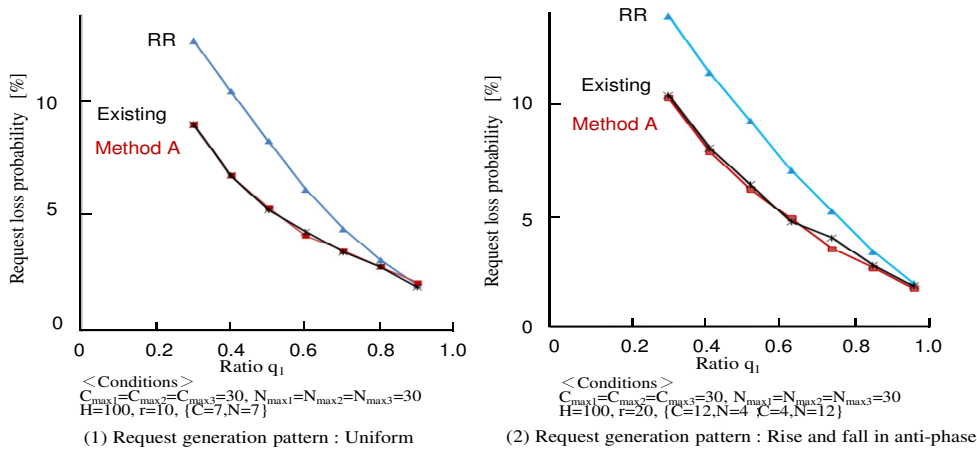 Request loss probability [%]
10
5
0
RR
Existing
Method A
0
0.2
0.4
0.6
0.8
1.0
Ratio q1
<Conditions>
Cmax1=Cmax2=Cmax3=30, Nmax1=Nmax2=Nmax3=30
H=100, r=10, {C=7,N=7}
(1) Request generation pattern : Uniform
Request loss probability [%]
10
5
0
RR
Existing
Method A
0
0.2
0.4
0.6
0.8
1.0
Ratio q1
<Conditions>
Cmax1=Cmax2=Cmax3=30, Nmax1=Nmax2=Nmax3=30
H=100, r=20, {C=12,N=4 ,C=4,N=12}
(2) Request generation pattern : Rise and fall in anti-phase